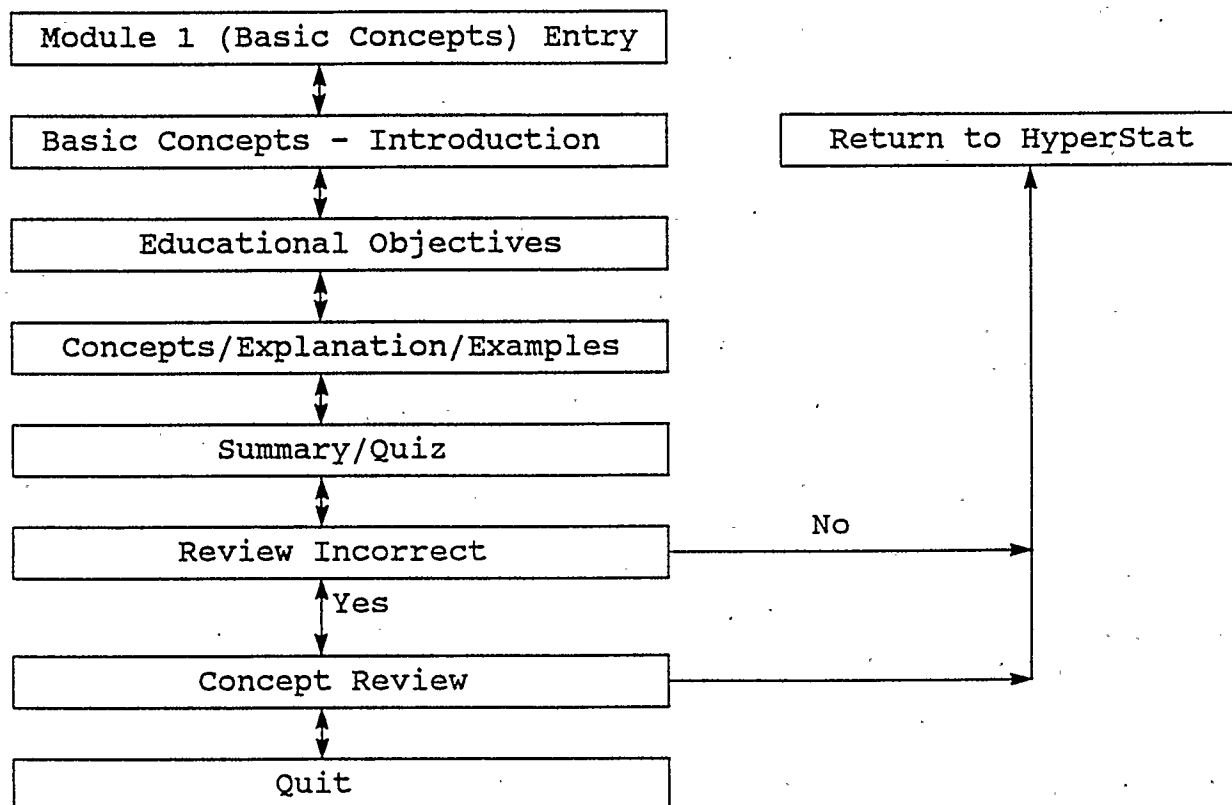 Module 1 (Basic Concepts) Entry
Basic Concepts - Introduction
Return to HyperStat
Educational Objectives
Concepts/Explanation/Examples
Summary/Quiz
Review Incorrect
No
Yes
Concept Review
Quit